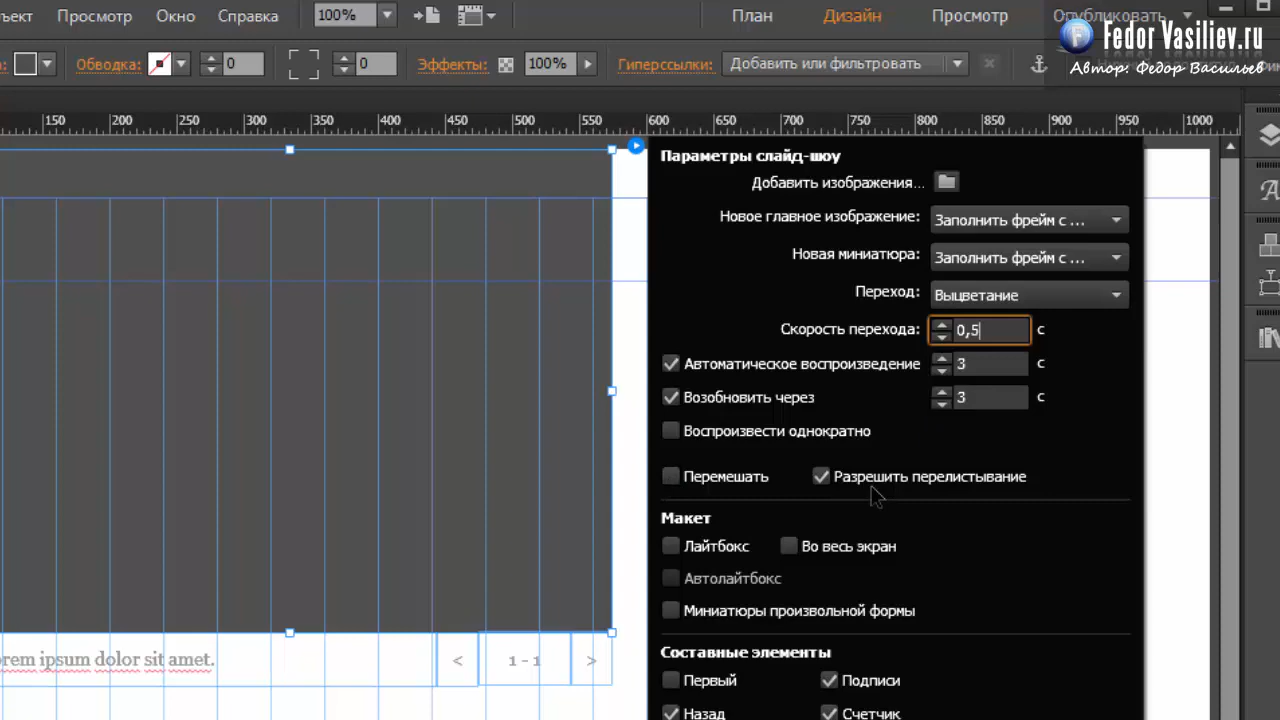 ъект Просмотр Окно Справка 100% План Дизайн Просмотр Опубликовать
Fedor Vasiliev.ru
Автор: Федор Васильев
а: Обводка: 0 0 Эффекты: 100% Гиперссылки: Добавить или фильтровать
150 200 250 300 350 400 450 500 550 600 650 700 750 800 850 900 950 1000
Параметры слайд-шоу
Добавить изображения...
Новое главное изображение: Заполнить фрейм с ...
Новая миниатюра: Заполнить фрейм с ...
Переход: Выцветание
Скорость перехода: 0,5 с
Автоматическое воспроизведение 3 с
Возобновить через 3 с
Воспроизвести однократно
Перемешать Разрешить перелистывание
Макет
Лайтбокс Во весь экран
Автолайтбокс
Миниатюры произвольной формы
Составные элементы
orem ipsum dolor sit amet. < 1 - 1 >
Первый Подписи
Назад Счетчик